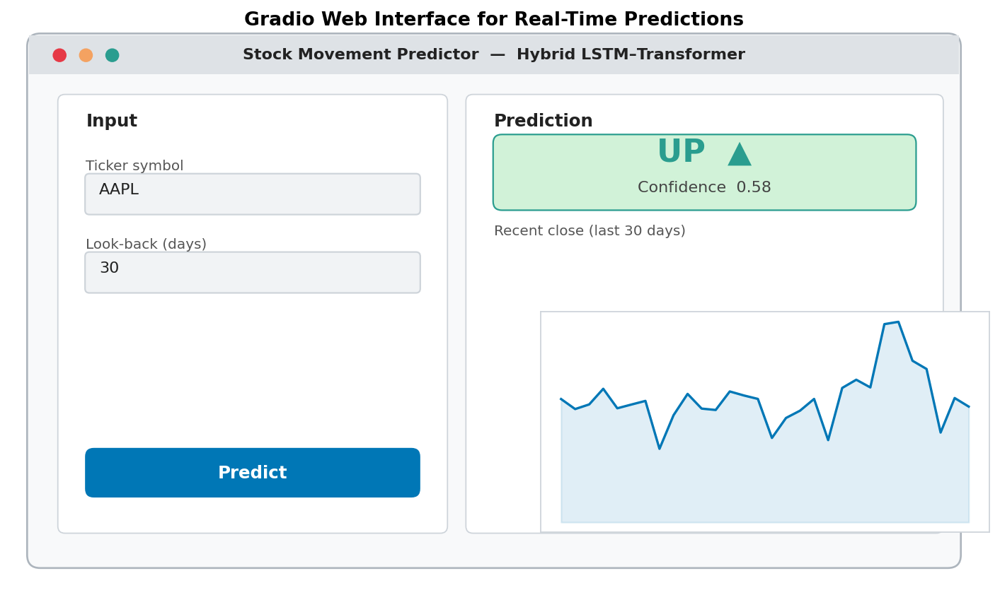 Gradio Web Interface for Real-Time Predictions
Stock Movement Predictor — Hybrid LSTM–Transformer
Input
Ticker symbol
AAPL
Look-back (days)
30
Predict
Prediction
UP ▲
Confidence 0.58
Recent close (last 30 days)